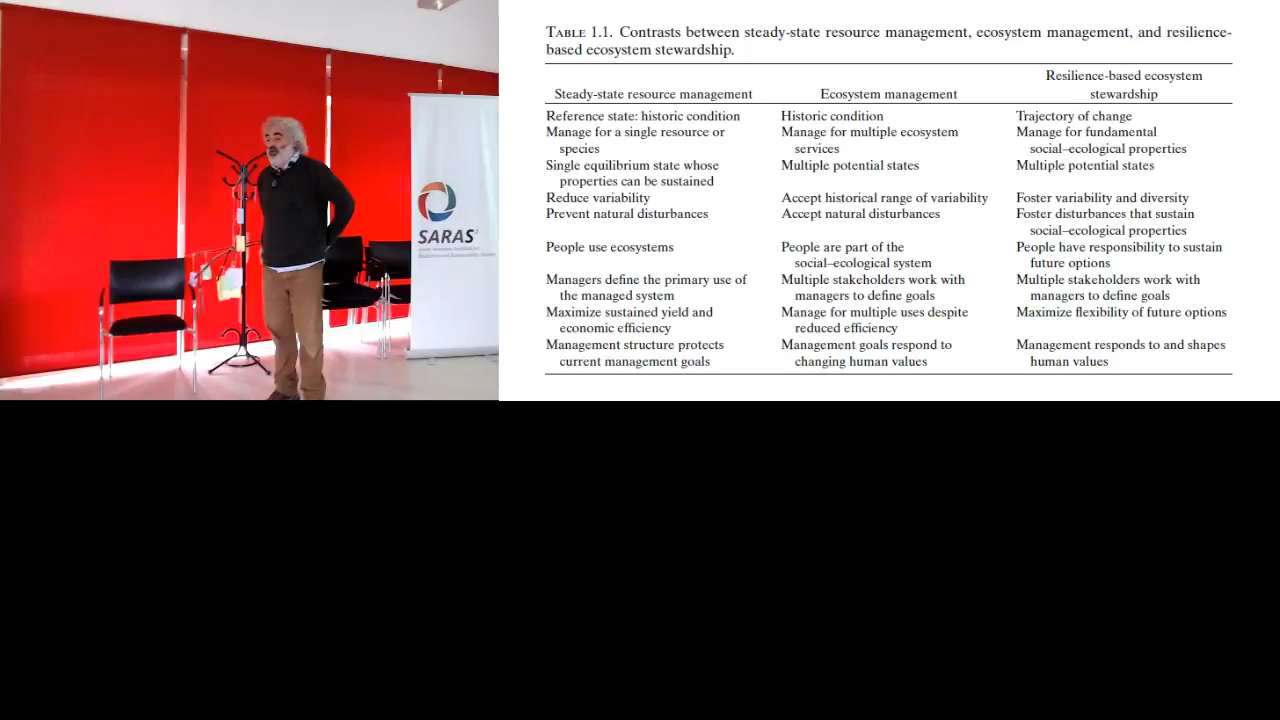 SARAS²
TABLE 1.1. Contrasts between steady-state resource management, ecosystem management, and resilience-
based ecosystem stewardship.
Resilience-based ecosystem
Steady-state resource management Ecosystem management stewardship
Reference state: historic condition Historic condition Trajectory of change
Manage for a single resource or Manage for multiple ecosystem Manage for fundamental
species services social–ecological properties
Single equilibrium state whose Multiple potential states Multiple potential states
properties can be sustained
Reduce variability Accept historical range of variability Foster variability and diversity
Prevent natural disturbances Accept natural disturbances Foster disturbances that sustain
social–ecological properties
People use ecosystems People are part of the People have responsibility to sustain
social–ecological system future options
Managers define the primary use of Multiple stakeholders work with Multiple stakeholders work with
the managed system managers to define goals managers to define goals
Maximize sustained yield and Manage for multiple uses despite Maximize flexibility of future options
economic efficiency reduced efficiency
Management structure protects Management goals respond to Management responds to and shapes
current management goals changing human values human values